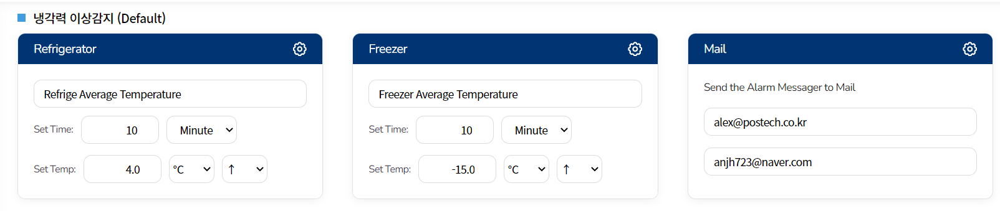 냉각력 이상감지 (Default)
Refrigerator
Refrige Average Temperature
Set Time: 10 Minute
Set Temp: 4.0 °C ↑
Freezer
Freezer Average Temperature
Set Time: 10 Minute
Set Temp: -15.0 °C ↑
Mail
Send the Alarm Messager to Mail
alex@postech.co.kr
anjh723@naver.com